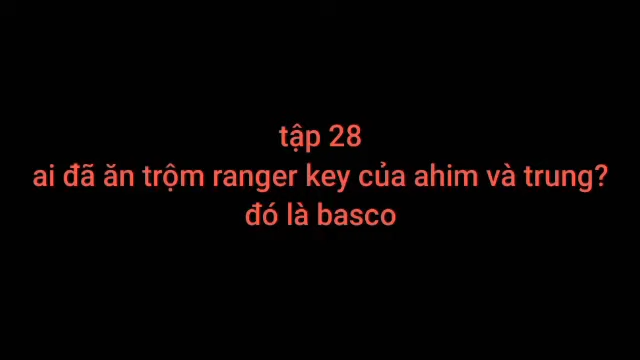 tập 28
ai đã ăn trộm ranger key của ahim và trung?
đó là basco